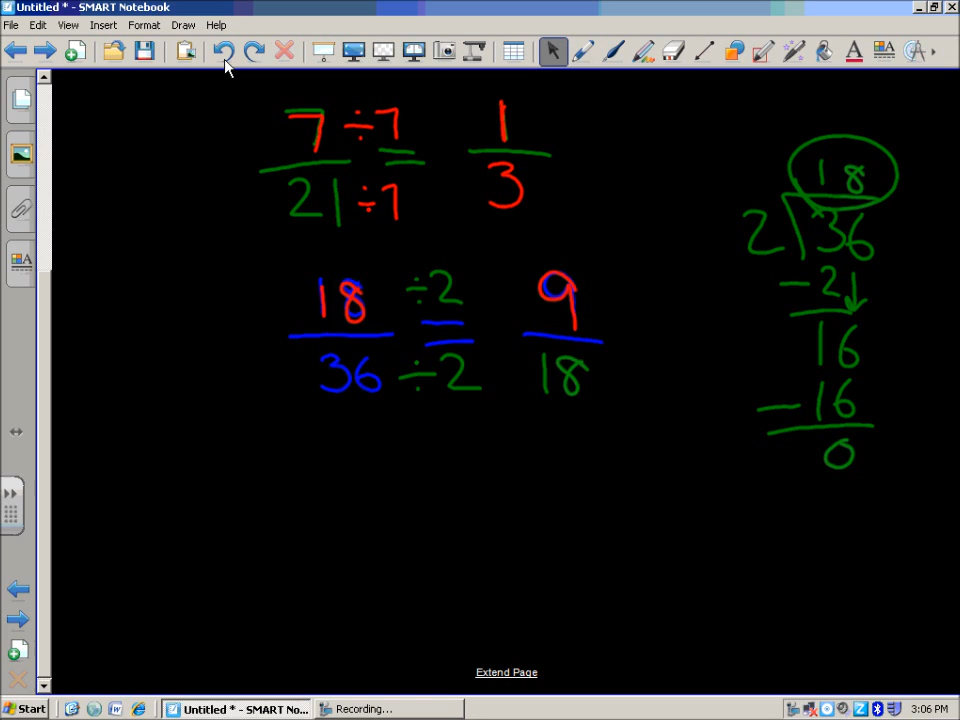 Untitled * - SMART Notebook
File Edit View Insert Format Draw Help
7 ÷7 = 1
21 ÷7 3
18 ÷2 = 9
36 ÷2 18
18
2 36
- 2
16
- 16
0
Extend Page
Start Untitled * - SMART No... Recording... 3:06 PM